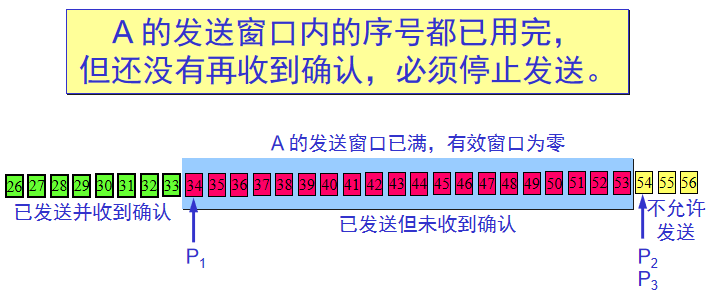 A 的发送窗口内的序号都已用完，
但还没有再收到确认，必须停止发送。
A 的发送窗口已满，有效窗口为零
26 27 28 29 30 31 32 33 34 35 36 37 38 39 40 41 42 43 44 45 46 47 48 49 50 51 52 53 54 55 56
已发送并收到确认
已发送但未收到确认
不允许
发送
P1
P2
P3